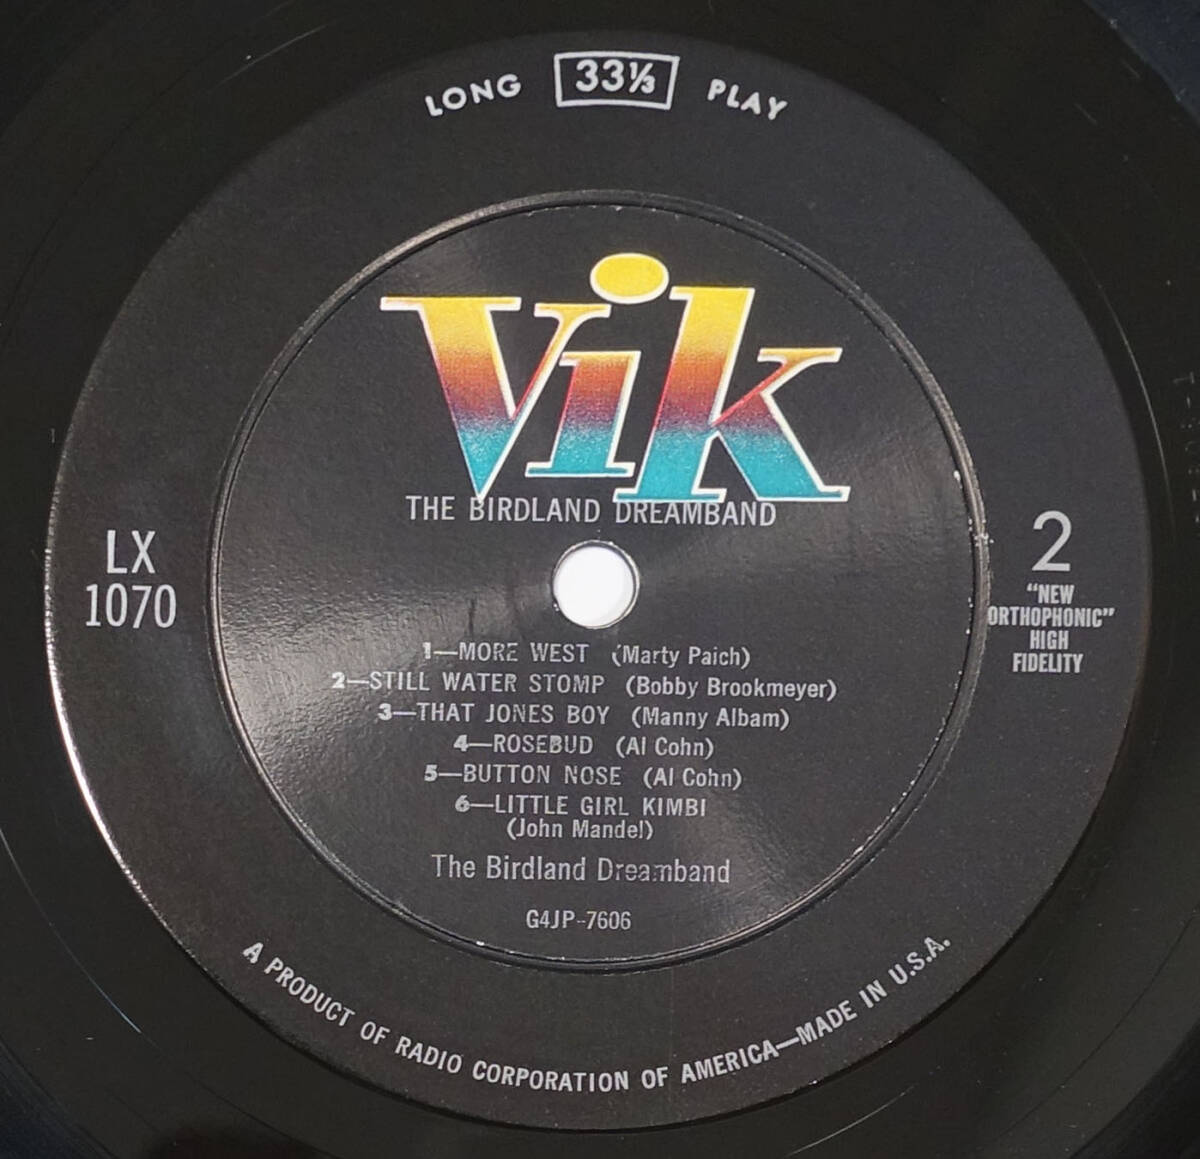 LONG 33⅓ PLAY
Vik
THE BIRDLAND DREAMBAND
LX
1070
2
"NEW
ORTHOPHONIC"
HIGH
FIDELITY
1—MORE WEST (Marty Paich)
2—STILL WATER STOMP (Bobby Brookmeyer)
3—THAT JONES BOY (Manny Albam)
4—ROSEBUD (Al Cohn)
5—BUTTON NOSE (Al Cohn)
6—LITTLE GIRL KIMBI
(John Mandel)
The Birdland Dreamband
G4JP-7606
A PRODUCT OF RADIO CORPORATION OF AMERICA—MADE IN U.S.A.